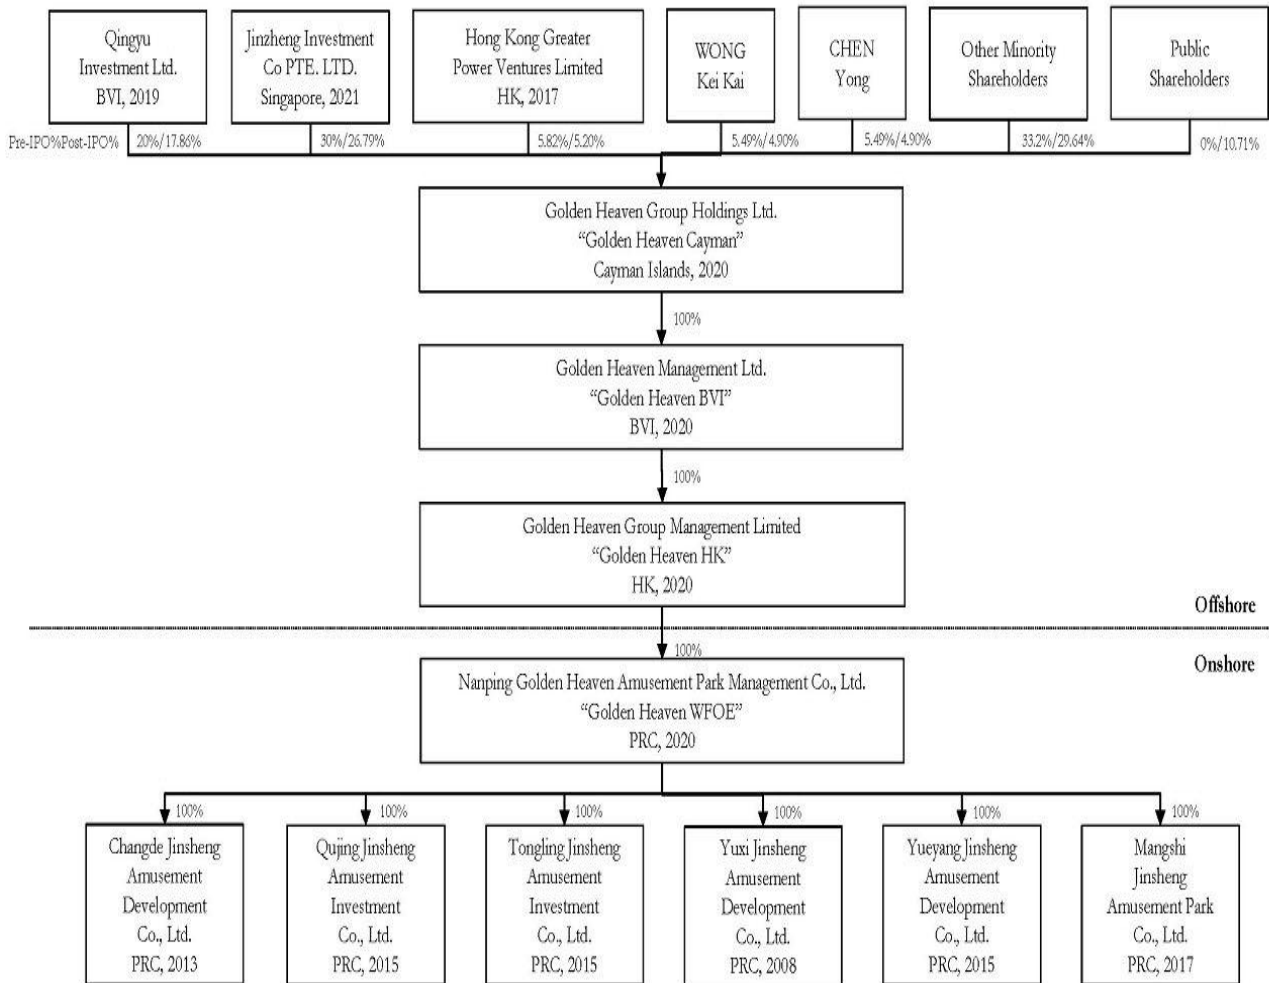 Qingyu
Investment Ltd.
BVI, 2019
Jinzheng Investment
Co PTE. LTD.
Singapore, 2021
Hong Kong Greater
Power Ventures Limited
HK, 2017
WONG
Kei Kai
CHEN
Yong
Other Minority
Shareholders
Public
Shareholders
Pre-IPO%Post-IPO%
20%/17.86%
30%/26.79%
5.82%/5.20%
5.49%/4.90%
5.49%/4.90%
33.2%/29.64%
0%/10.71%
Golden Heaven Group Holdings Ltd.
“Golden Heaven Cayman”
Cayman Islands, 2020
100%
Golden Heaven Management Ltd.
“Golden Heaven BVI”
BVI, 2020
100%
Golden Heaven Group Management Limited
“Golden Heaven HK”
HK, 2020
Offshore
100%
Onshore
Nanping Golden Heaven Amusement Park Management Co., Ltd.
“Golden Heaven WFOE”
PRC, 2020
100%
100%
100%
100%
100%
100%
Changde Jinsheng
Amusement
Development
Co., Ltd.
PRC, 2013
Qujing Jinsheng
Amusement
Investment
Co., Ltd.
PRC, 2015
Tongling Jinsheng
Amusement
Investment
Co., Ltd.
PRC, 2015
Yuxi Jinsheng
Amusement
Development
Co., Ltd.
PRC, 2008
Yueyang Jinsheng
Amusement
Development
Co., Ltd.
PRC, 2015
Mangshi
Jinsheng
Amusement Park
Co., Ltd.
PRC, 2017